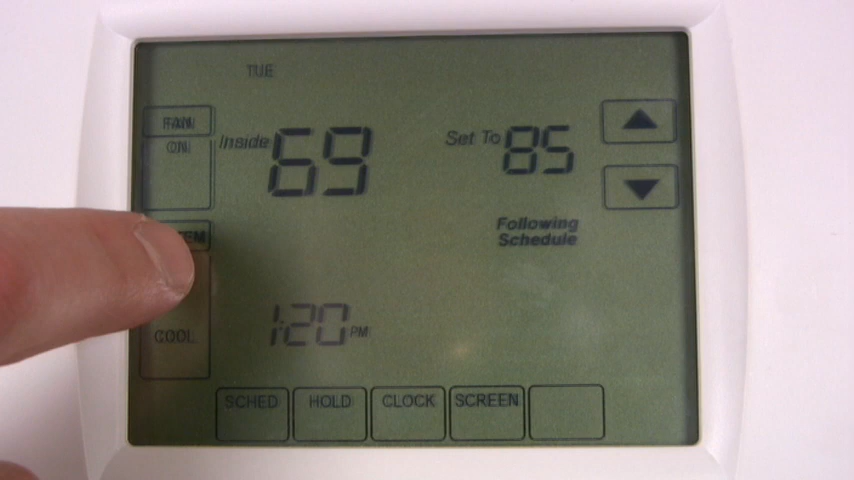 TUE
FAN
ON
Inside 69
Set To 85
Following
Schedule
COOL
1:20 PM
SCHED
HOLD
CLOCK
SCREEN